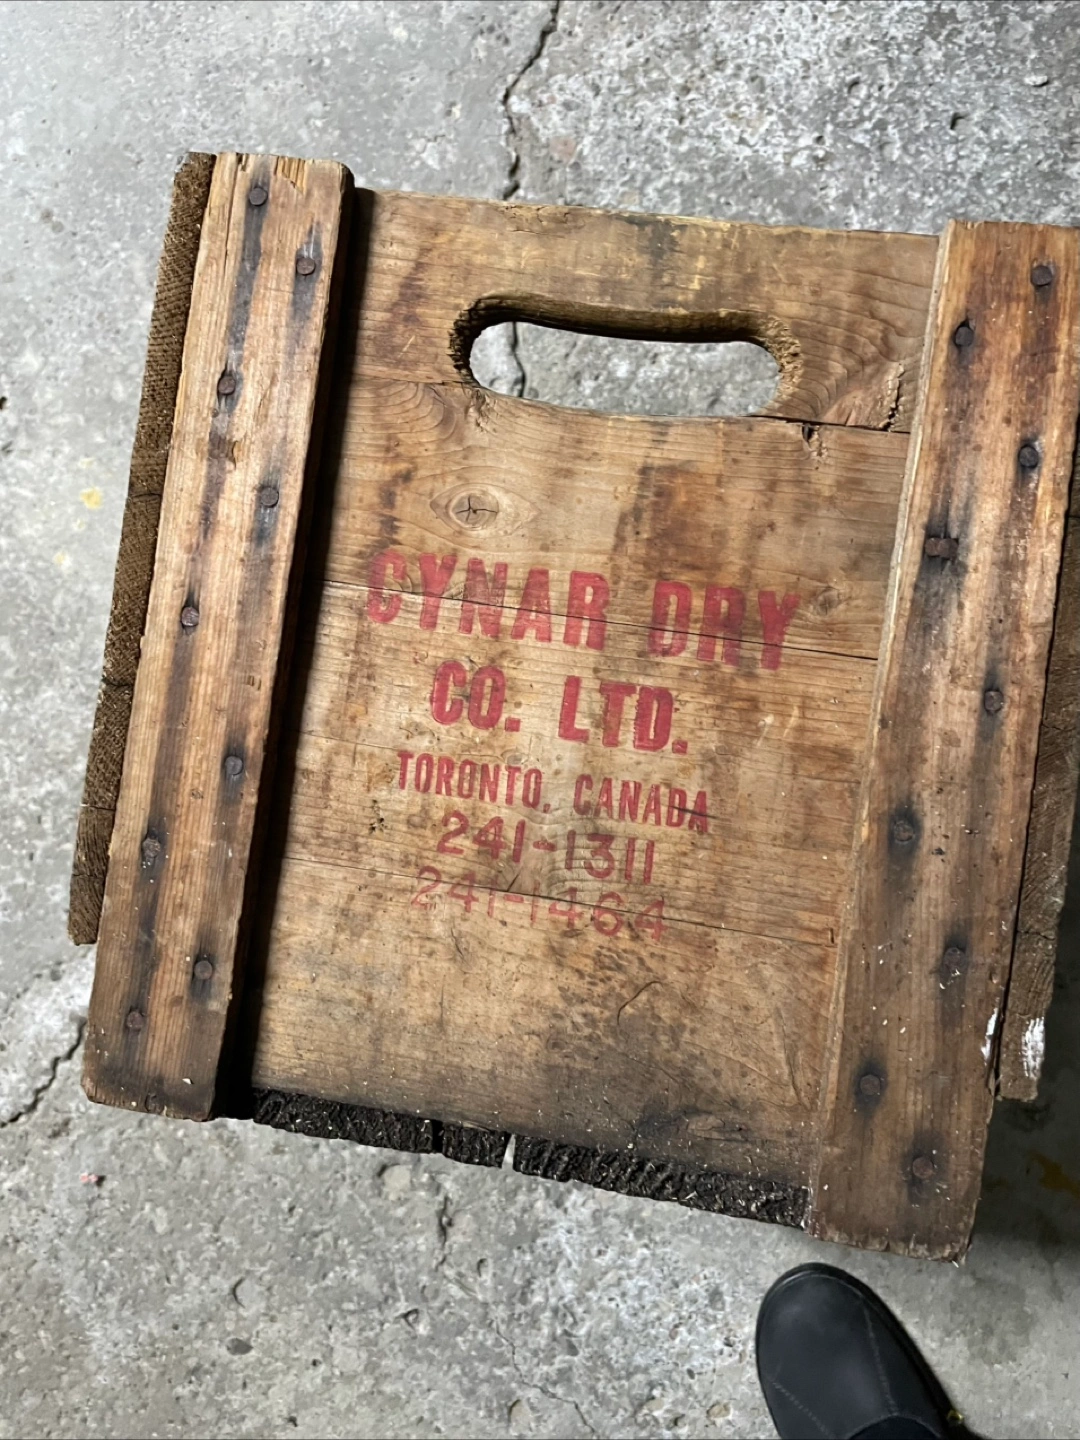 CYNAR DRY
CO. LTD.
TORONTO, CANADA
241-1311
241-1464